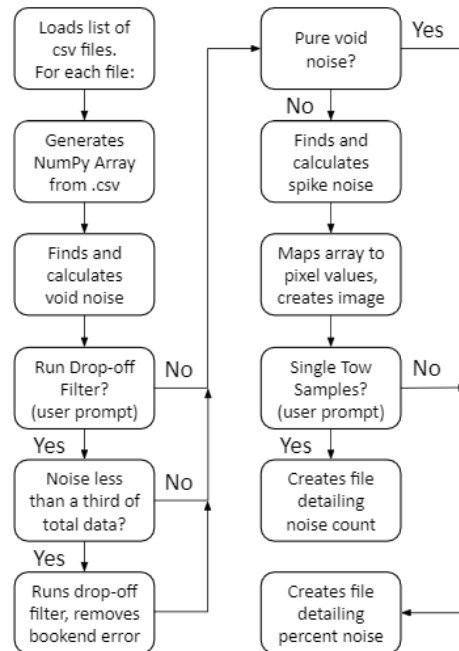 Loads list of
csv files.
For each file:
Generates
NumPy Array
from .csv
Finds and
calculates
void noise
Run Drop-off
Filter?
(user prompt)
No
Yes
Noise less
than a third of
total data?
No
Yes
Runs drop-off
filter, removes
bookend error
Pure void
noise?
Yes
No
Finds and
calculates
spike noise
Maps array to
pixel values,
creates image
Single Tow
Samples?
(user prompt)
No
Yes
Creates file
detailing
noise count
Creates file
detailing
percent noise